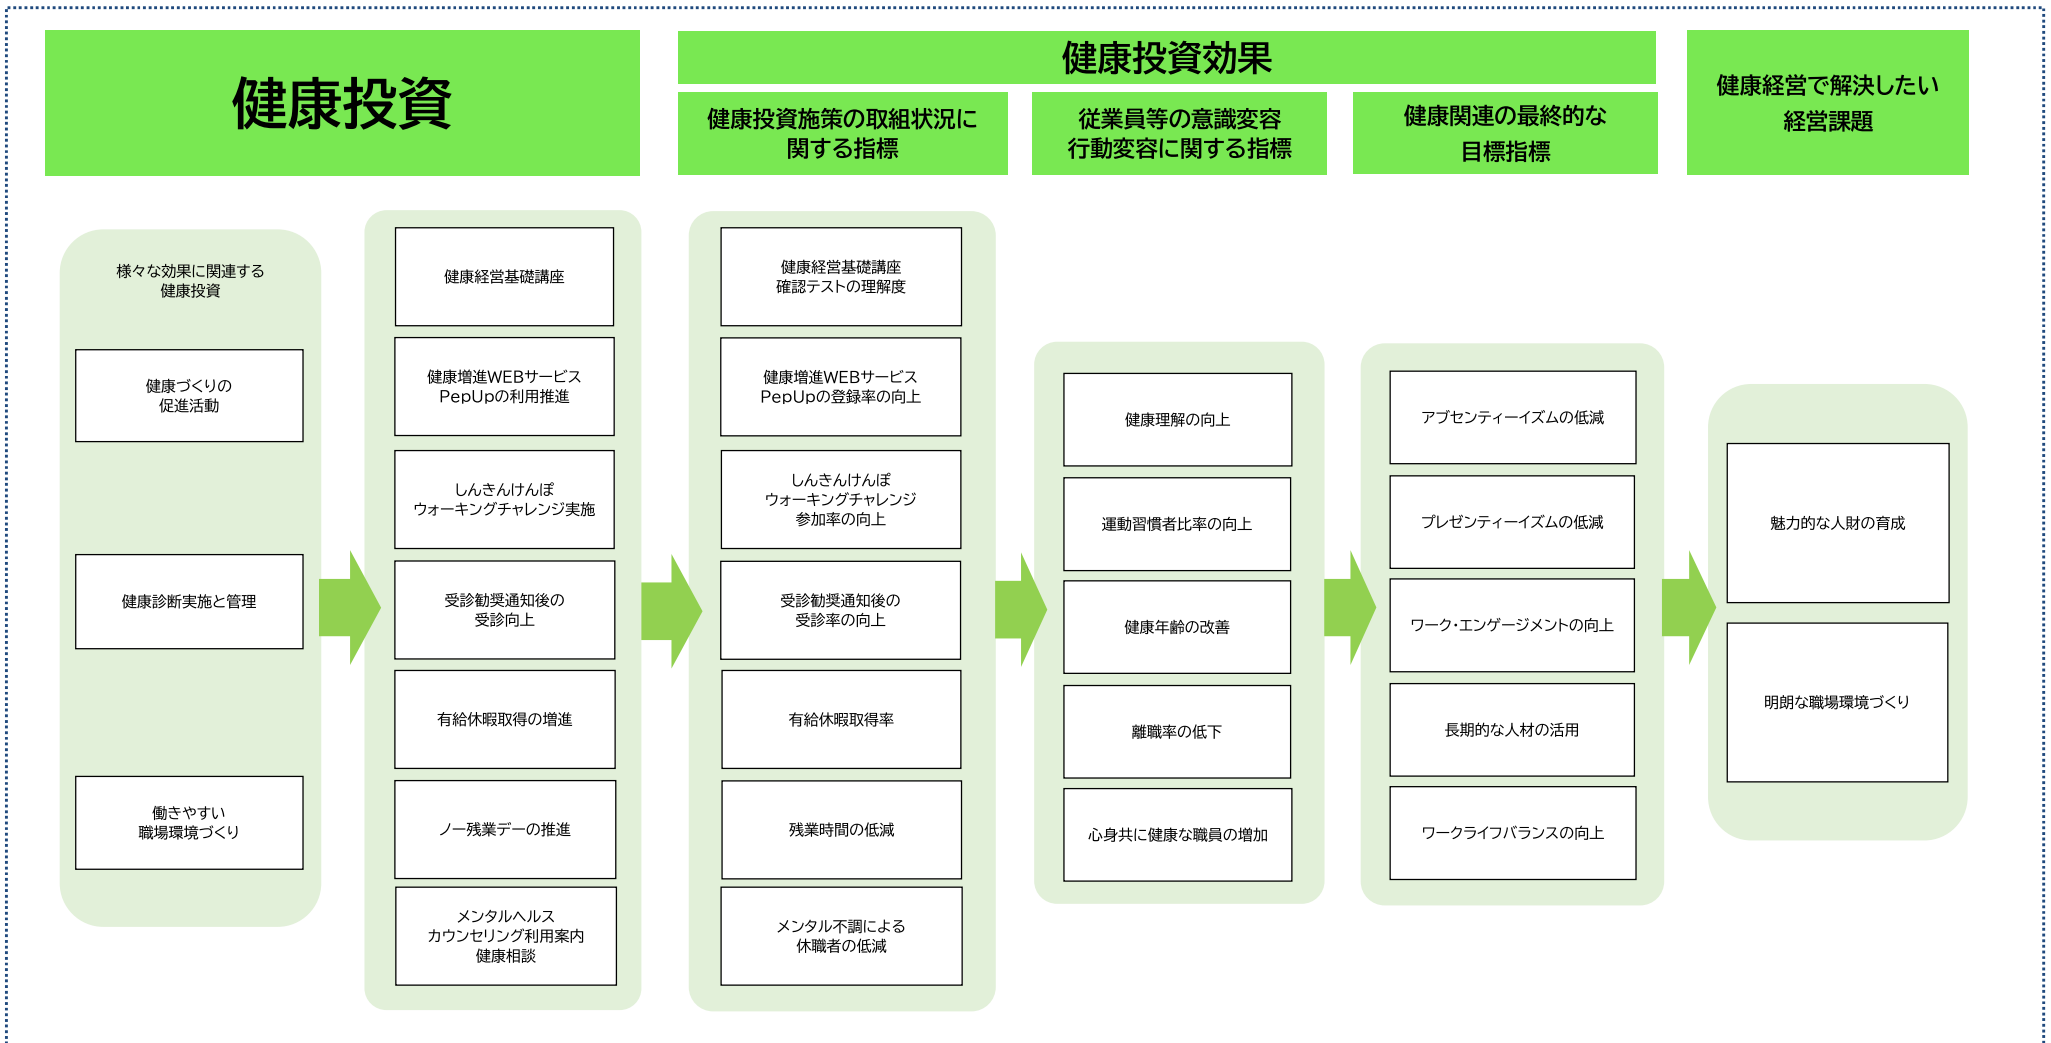 健康投資
健康投資効果
健康投資施策の取組状況に
関する指標
従業員等の意識変容
行動変容に関する指標
健康関連の最終的な
目標指標
健康経営で解決したい
経営課題
様々な効果に関連する
健康投資
健康づくりの
促進活動
健康診断実施と管理
働きやすい
職場環境づくり
健康経営基礎講座
健康増進WEBサービス
PepUpの利用推進
しんきんけんぽ
ウォーキングチャレンジ実施
受診勧奨通知後の
受診向上
有給休暇取得の増進
ノー残業デーの推進
メンタルヘルス
カウンセリング利用案内
健康相談
健康経営基礎講座
確認テストの理解度
健康増進WEBサービス
PepUpの登録率の向上
しんきんけんぽ
ウォーキングチャレンジ
参加率の向上
受診勧奨通知後の
受診率の向上
有給休暇取得率
残業時間の低減
メンタル不調による
休職者の低減
健康理解の向上
運動習慣者比率の向上
健康年齢の改善
離職率の低下
心身共に健康な職員の増加
アブセンティーイズムの低減
プレゼンティーイズムの低減
ワーク・エンゲージメントの向上
長期的な人材の活用
ワークライフバランスの向上
魅力的な人財の育成
明朗な職場環境づくり